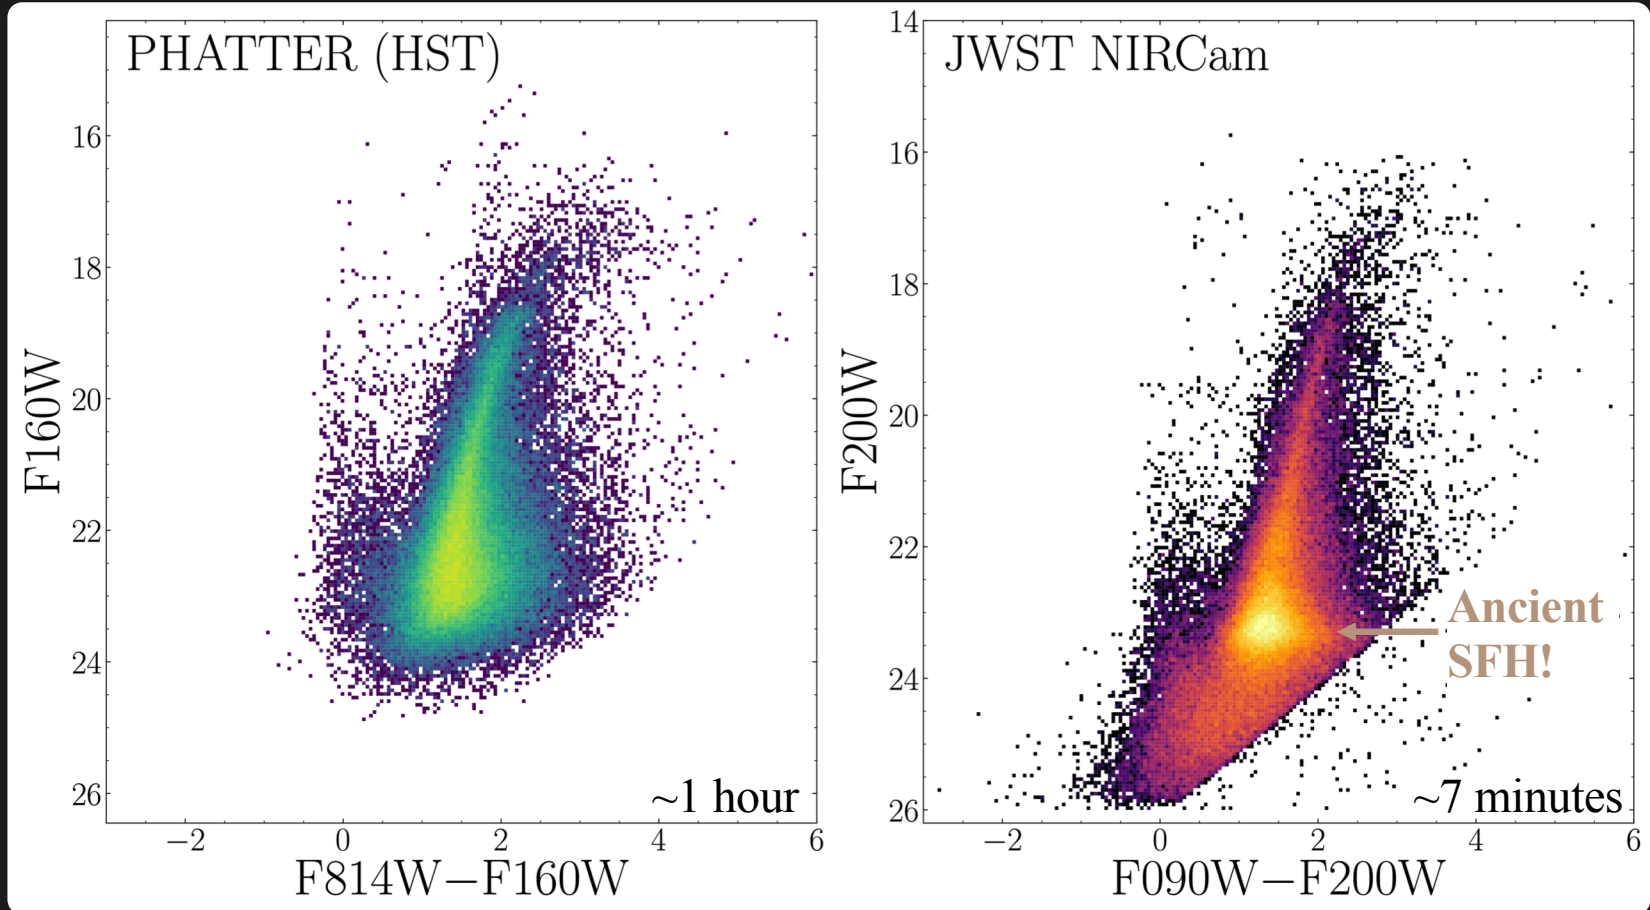 PHATTER (HST)
16
18
20
22
24
26
F160W
~1 hour
−2 0 2 4 6
F814W−F160W
JWST NIRCam
14
16
18
20
22
24
26
F200W
Ancient
SFH!
~7 minutes
−2 0 2 4 6
F090W−F200W